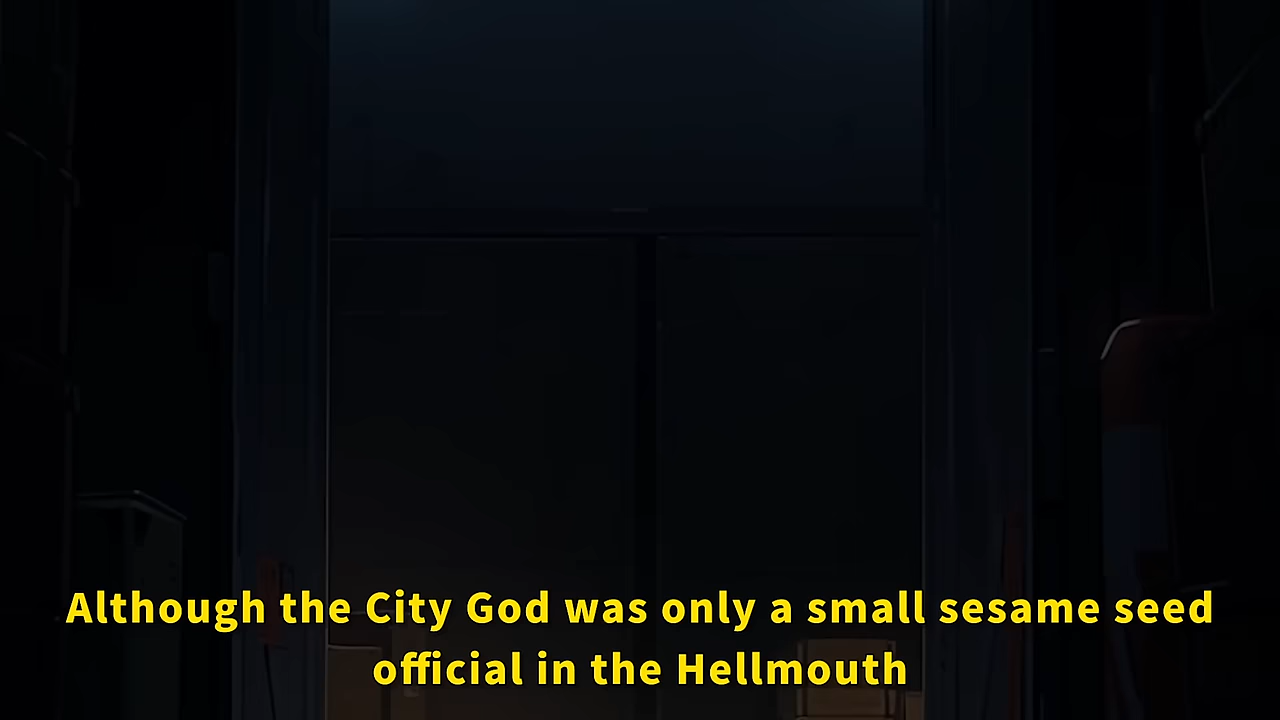 Although the City God was only a small sesame seed
official in the Hellmouth